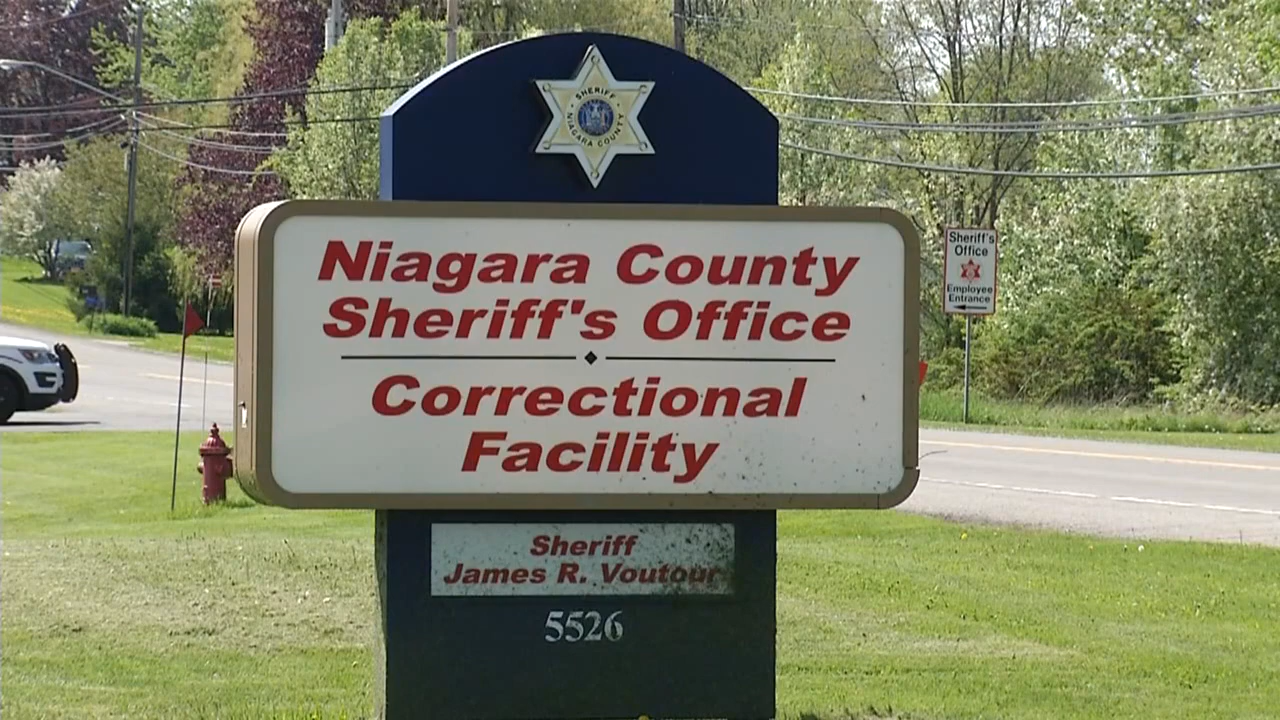 SHERIFF
NIAGARA COUNTY
Niagara County
Sheriff's Office
Correctional
Facility
Sheriff
James R. Voutour
5526
Sheriff's
Office
Employee
Entrance